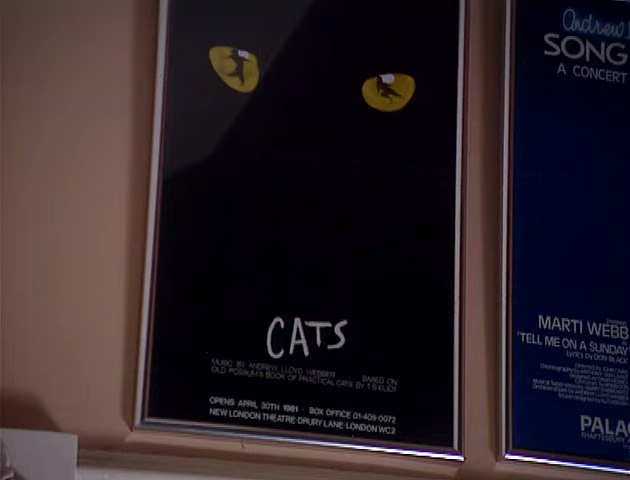 CATS
MUSIC BY ANDREW LLOYD WEBBER BASED ON
OLD POSSUM'S BOOK OF PRACTICAL CATS BY T.S. ELIOT
OPENS APRIL 30TH 1981 · BOX OFFICE 01-405-0072
NEW LONDON THEATRE · DRURY LANE · LONDON WC2
Andrew
SONG
A CONCERT
MARTI WEBB
"TELL ME ON A SUNDAY
Lyrics by DON BLACK
PALAC